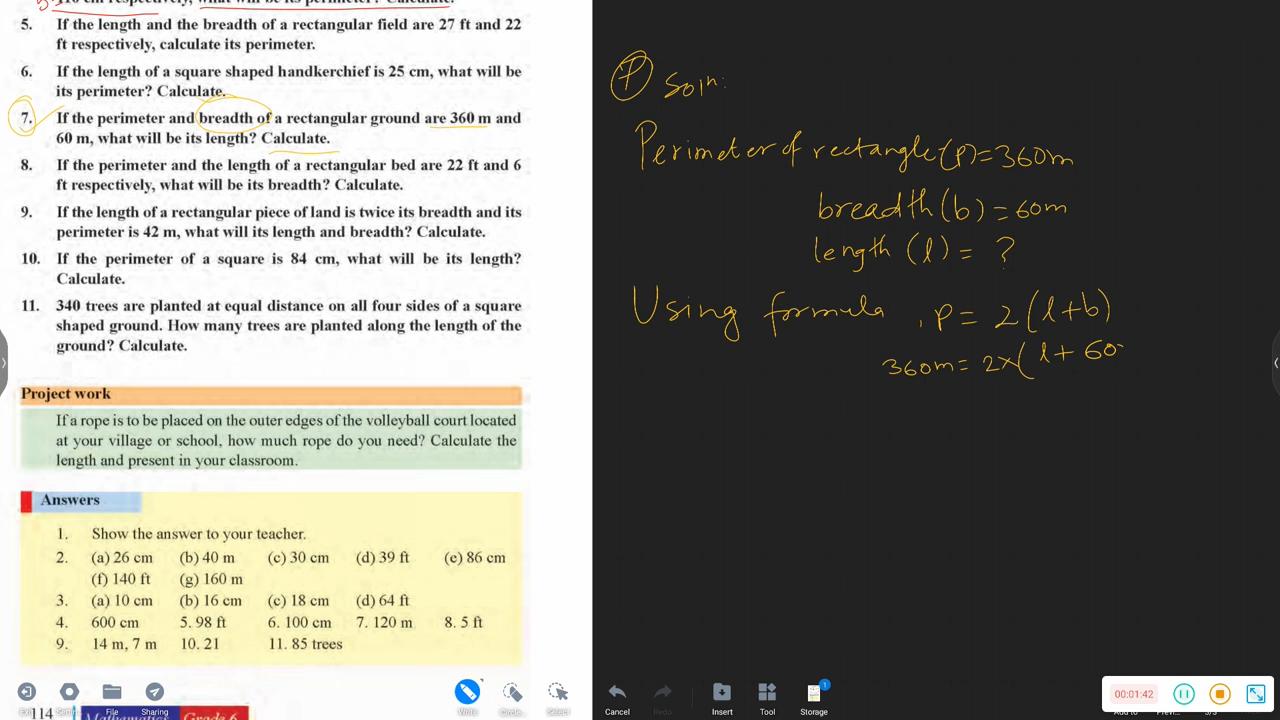 5. If the length and the breadth of a rectangular field are 27 ft and 22
ft respectively, calculate its perimeter.
6. If the length of a square shaped handkerchief is 25 cm, what will be
its perimeter? Calculate.
7. If the perimeter and breadth of a rectangular ground are 360 m and
60 m, what will be its length? Calculate.
8. If the perimeter and the length of a rectangular bed are 22 ft and 6
ft respectively, what will be its breadth? Calculate.
9. If the length of a rectangular piece of land is twice its breadth and its
perimeter is 42 m, what will its length and breadth? Calculate.
10. If the perimeter of a square is 84 cm, what will be its length?
Calculate.
11. 340 trees are planted at equal distance on all four sides of a square
shaped ground. How many trees are planted along the length of the
ground? Calculate.
Project work
If a rope is to be placed on the outer edges of the volleyball court located
at your village or school, how much rope do you need? Calculate the
length and present in your classroom.
Answers
1. Show the answer to your teacher.
2. (a) 26 cm (b) 40 m (c) 30 cm (d) 39 ft (e) 86 cm
(f) 140 ft (g) 160 m
3. (a) 10 cm (b) 16 cm (c) 18 cm (d) 64 ft
4. 600 cm 5. 98 ft 6. 100 cm 7. 120 m 8. 5 ft
9. 14 m, 7 m 10. 21 11. 85 trees
114 Mathematics Grade 6
File Sharing Write Circle... Select
7 Soln:
Perimeter of rectangle (P) = 360m
breadth (b) = 60m
length (l) = ?
Using formula, P = 2 (l+b)
360m = 2×( l + 60
Cancel Redo Insert Tool Storage 1
00:01:42